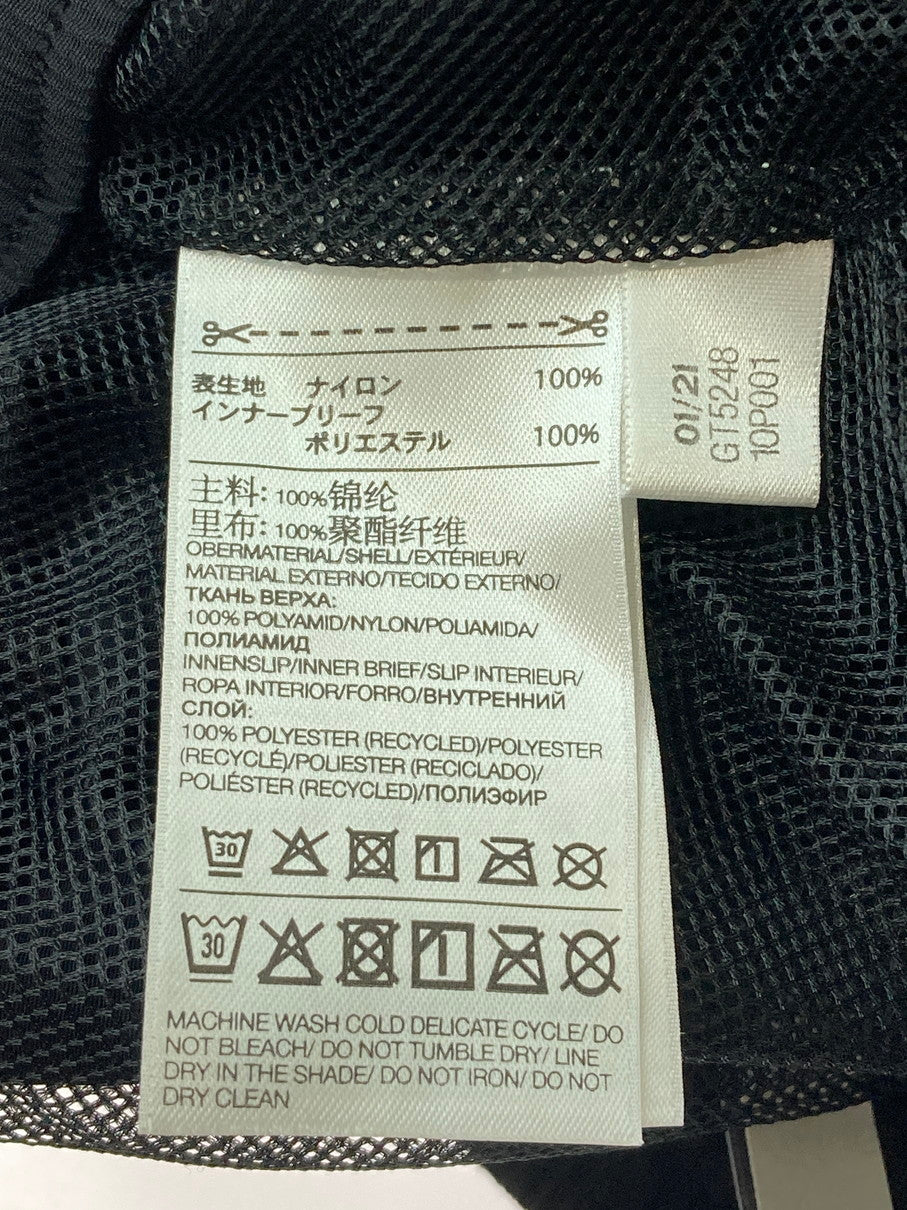 表生地 ナイロン 100%
インナーブリーフ
ポリエステル 100%
主料: 100%锦纶
里布: 100%聚酯纤维
OBERMATERIAL/SHELL/EXTÉRIEUR/
MATERIAL EXTERNO/TECIDO EXTERNO/
ТКАНЬ ВЕРХА:
100% POLYAMID/NYLON/POLIAMIDA/
ПОЛИАМИД
INNENSLIP/INNER BRIEF/SLIP INTERIEUR/
ROPA INTERIOR/FORRO/ВНУТРЕННИЙ
СЛОЙ:
100% POLYESTER (RECYCLED)/POLYESTER
(RECYCLÉ)/POLIESTER (RECICLADO)/
POLIÉSTER (RECYCLED)/ПОЛИЭФИР
30
30
MACHINE WASH COLD DELICATE CYCLE/ DO
NOT BLEACH/ DO NOT TUMBLE DRY/ LINE
DRY IN THE SHADE/ DO NOT IRON/ DO NOT
DRY CLEAN
01/21
GT5248
10P001